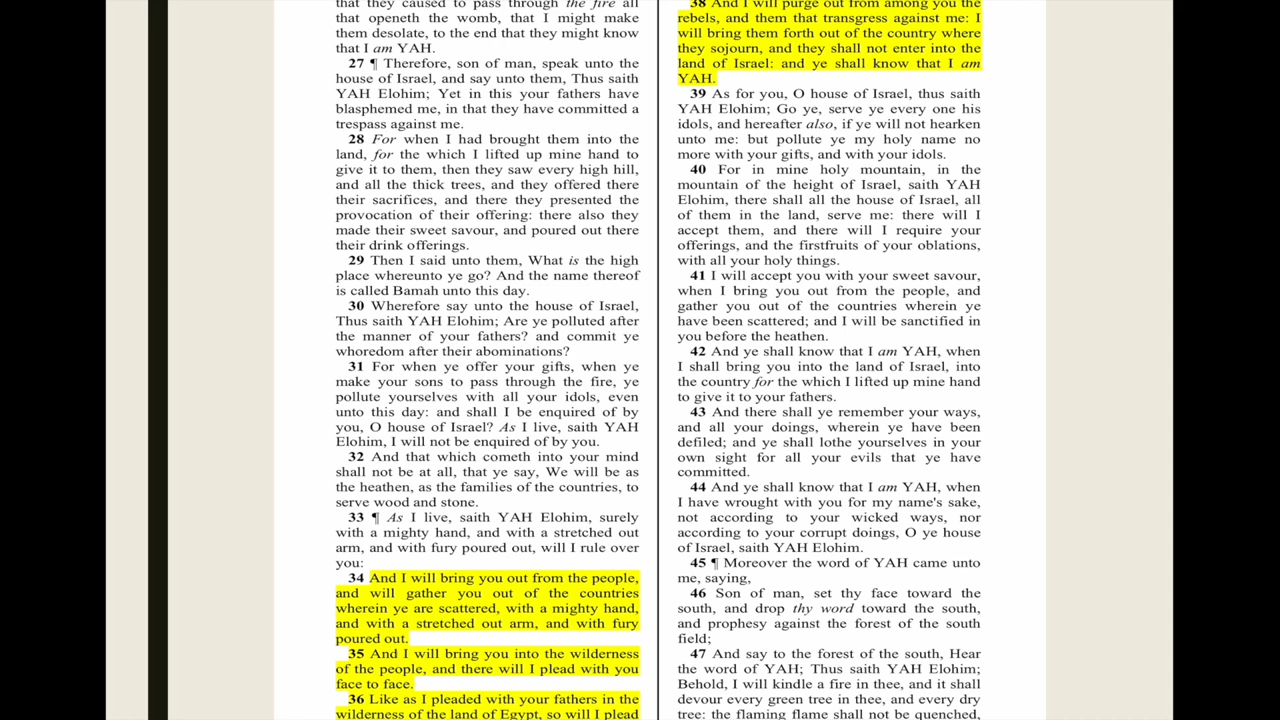 that they caused to pass through the fire all
that openeth the womb, that I might make
them desolate, to the end that they might know
that I am YAH.
27 ¶ Therefore, son of man, speak unto the
house of Israel, and say unto them, Thus saith
YAH Elohim; Yet in this your fathers have
blasphemed me, in that they have committed a
trespass against me.
28 For when I had brought them into the
land, for the which I lifted up mine hand to
give it to them, then they saw every high hill,
and all the thick trees, and they offered there
their sacrifices, and there they presented the
provocation of their offering: there also they
made their sweet savour, and poured out there
their drink offerings.
29 Then I said unto them, What is the high
place whereunto ye go? And the name thereof
is called Bamah unto this day.
30 Wherefore say unto the house of Israel,
Thus saith YAH Elohim; Are ye polluted after
the manner of your fathers? and commit ye
whoredom after their abominations?
31 For when ye offer your gifts, when ye
make your sons to pass through the fire, ye
pollute yourselves with all your idols, even
unto this day: and shall I be enquired of by
you, O house of Israel? As I live, saith YAH
Elohim, I will not be enquired of by you.
32 And that which cometh into your mind
shall not be at all, that ye say, We will be as
the heathen, as the families of the countries, to
serve wood and stone.
33 ¶ As I live, saith YAH Elohim, surely
with a mighty hand, and with a stretched out
arm, and with fury poured out, will I rule over
you:
34 And I will bring you out from the people,
and will gather you out of the countries
wherein ye are scattered, with a mighty hand,
and with a stretched out arm, and with fury
poured out.
35 And I will bring you into the wilderness
of the people, and there will I plead with you
face to face.
36 Like as I pleaded with your fathers in the
wilderness of the land of Egypt, so will I plead
38 And I will purge out from among you the
rebels, and them that transgress against me: I
will bring them forth out of the country where
they sojourn, and they shall not enter into the
land of Israel: and ye shall know that I am
YAH.
39 As for you, O house of Israel, thus saith
YAH Elohim; Go ye, serve ye every one his
idols, and hereafter also, if ye will not hearken
unto me: but pollute ye my holy name no
more with your gifts, and with your idols.
40 For in mine holy mountain, in the
mountain of the height of Israel, saith YAH
Elohim, there shall all the house of Israel, all
of them in the land, serve me: there will I
accept them, and there will I require your
offerings, and the firstfruits of your oblations,
with all your holy things.
41 I will accept you with your sweet savour,
when I bring you out from the people, and
gather you out of the countries wherein ye
have been scattered; and I will be sanctified in
you before the heathen.
42 And ye shall know that I am YAH, when
I shall bring you into the land of Israel, into
the country for the which I lifted up mine hand
to give it to your fathers.
43 And there shall ye remember your ways,
and all your doings, wherein ye have been
defiled; and ye shall lothe yourselves in your
own sight for all your evils that ye have
committed.
44 And ye shall know that I am YAH, when
I have wrought with you for my name's sake,
not according to your wicked ways, nor
according to your corrupt doings, O ye house
of Israel, saith YAH Elohim.
45 ¶ Moreover the word of YAH came unto
me, saying,
46 Son of man, set thy face toward the
south, and drop thy word toward the south,
and prophesy against the forest of the south
field;
47 And say to the forest of the south, Hear
the word of YAH; Thus saith YAH Elohim;
Behold, I will kindle a fire in thee, and it shall
devour every green tree in thee, and every dry
tree: the flaming flame shall not be quenched,